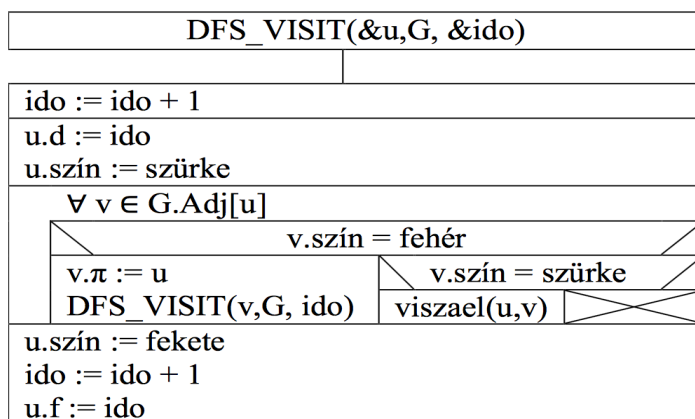 DFS_VISIT(&u,G, &ido)
ido := ido + 1
u.d := ido
u.szín := szürke
∀ v ∈ G.Adj[u]
v.szín = fehér
v.π := u
DFS_VISIT(v,G, ido)
v.szín = szürke
viszael(u,v)
u.szín := fekete
ido := ido + 1
u.f := ido